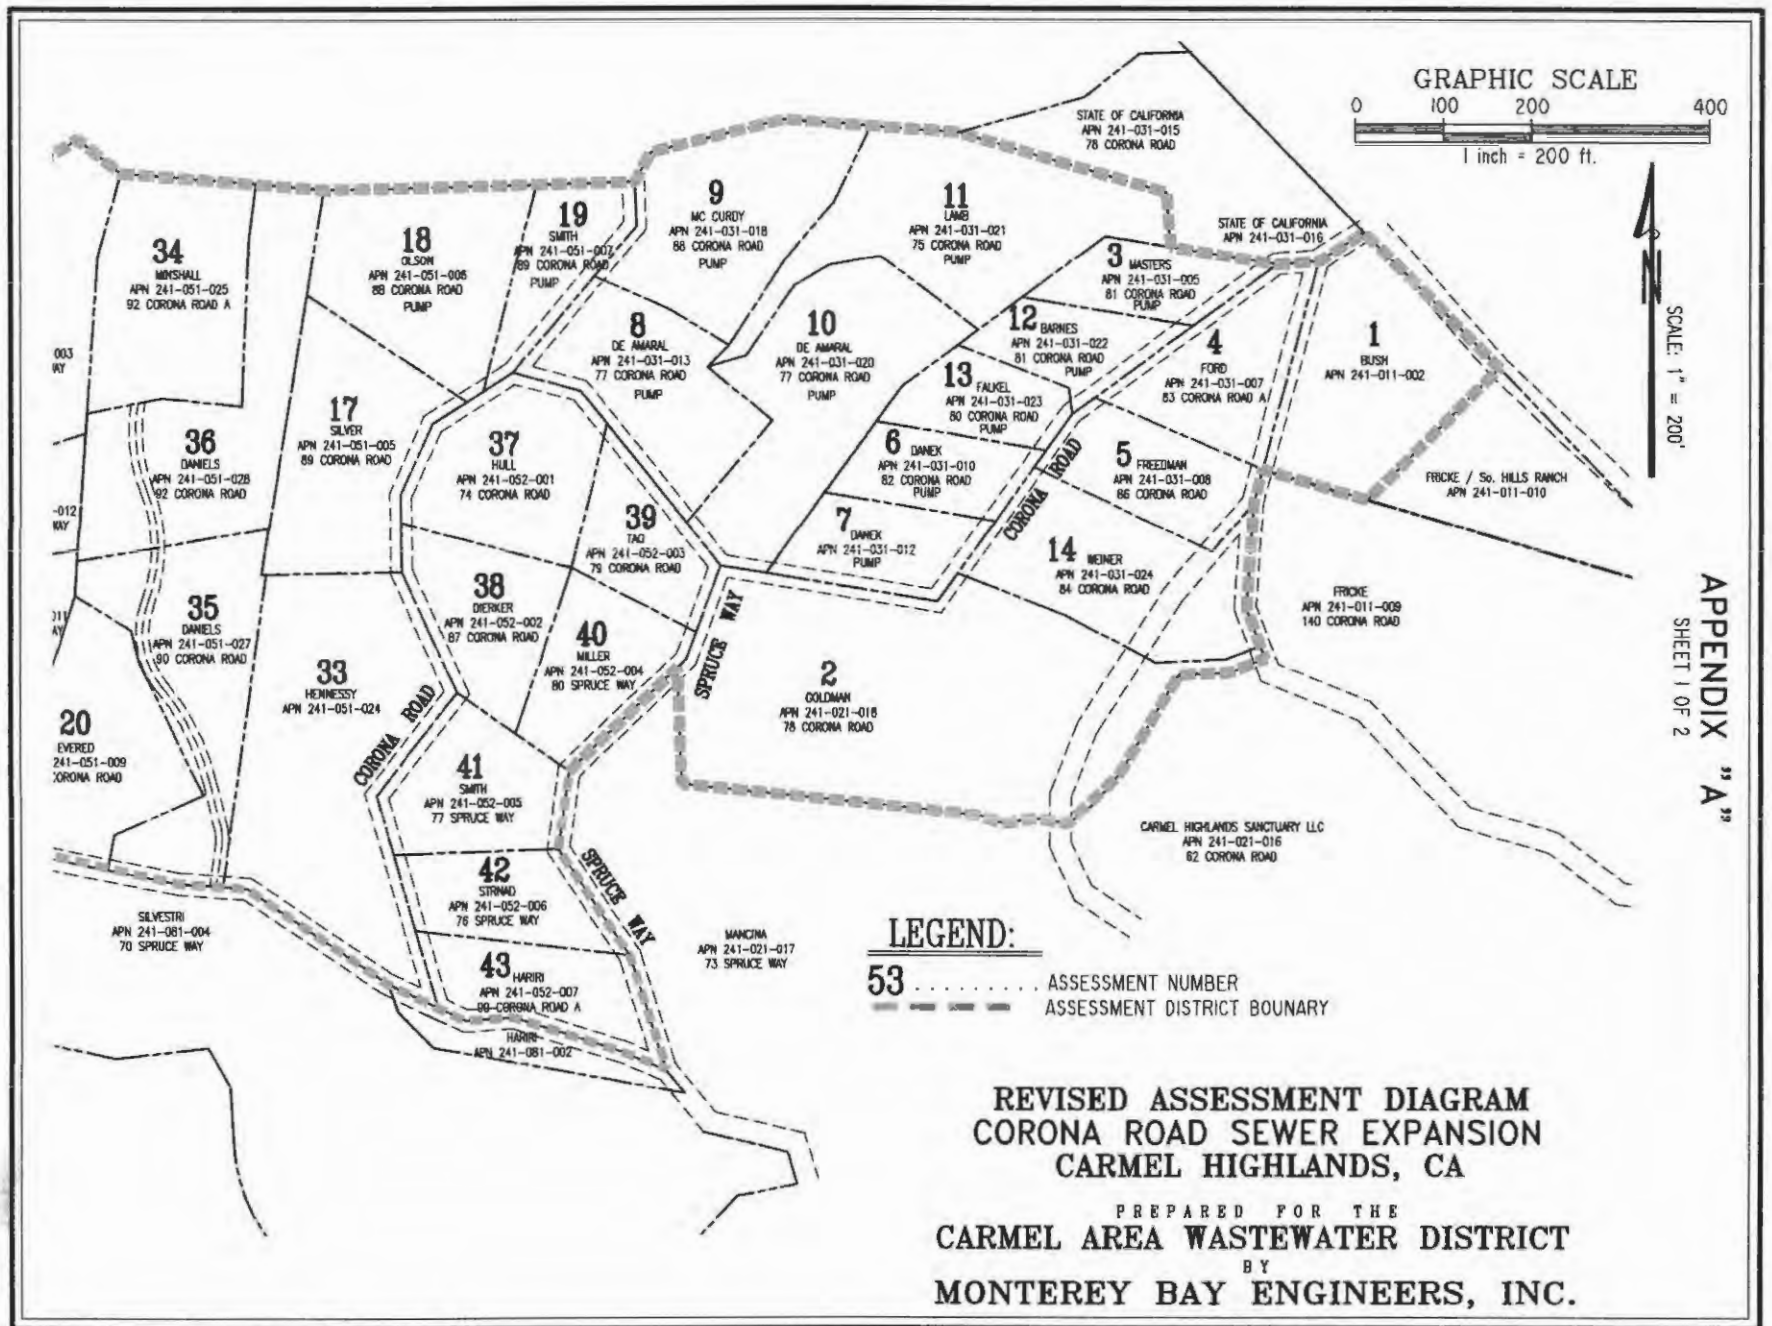 GRAPHIC SCALE
0 100 200 400
1 inch = 200 ft.
N
SCALE: 1" = 200'
APPENDIX "A"
SHEET 1 OF 2
STATE OF CALIFORNIA
APN 241-031-015
78 CORONA ROAD
STATE OF CALIFORNIA
APN 241-031-016
34
MINSHALL
APN 241-051-025
92 CORONA ROAD A
18
OLSON
APN 241-051-006
88 CORONA ROAD
PUMP
19
SMITH
APN 241-051-007
89 CORONA ROAD
PUMP
9
MC CURDY
APN 241-031-018
88 CORONA ROAD
PUMP
11
LAMB
APN 241-031-021
75 CORONA ROAD
PUMP
3 MASTERS
APN 241-031-005
81 CORONA ROAD
PUMP
12 BARNES
APN 241-031-022
81 CORONA ROAD
PUMP
4
FORD
APN 241-031-007
83 CORONA ROAD A
1
BUSH
APN 241-011-002
8
DE AMARAL
APN 241-031-013
77 CORONA ROAD
PUMP
10
DE AMARAL
APN 241-031-020
77 CORONA ROAD
PUMP
13 FALKEL
APN 241-031-023
80 CORONA ROAD
PUMP
6 DANEK
APN 241-031-010
82 CORONA ROAD
PUMP
5 FREEDMAN
APN 241-031-008
86 CORONA ROAD
FRICKE / So. HILLS RANCH
APN 241-011-010
7
DANEK
APN 241-031-012
PUMP
CORONA ROAD
14 WEINER
APN 241-031-024
84 CORONA ROAD
FRICKE
APN 241-011-009
140 CORONA ROAD
003
WAY
36
DANIELS
APN 241-051-028
92 CORONA ROAD
17
SILVER
APN 241-051-005
89 CORONA ROAD
37
HULL
APN 241-052-001
74 CORONA ROAD
39
TAO
APN 241-052-003
79 CORONA ROAD
-012
WAY
35
DANIELS
APN 241-051-027
90 CORONA ROAD
38
DIERKER
APN 241-052-002
87 CORONA ROAD
40
MILLER
APN 241-052-004
80 SPRUCE WAY
SPRUCE WAY
2
GOLDMAN
APN 241-021-018
78 CORONA ROAD
33
HENNESSY
APN 241-051-024
CORONA ROAD
20
EVERED
241-051-009
CORONA ROAD
41
SMITH
APN 241-052-005
77 SPRUCE WAY
CARMEL HIGHLANDS SANCTUARY LLC
APN 241-021-016
62 CORONA ROAD
42
STRNAD
APN 241-052-006
76 SPRUCE WAY
SPRUCE WAY
SILVESTRI
APN 241-081-004
70 SPRUCE WAY
MANCINA
APN 241-021-017
73 SPRUCE WAY
43 HARIRI
APN 241-052-007
99 CORONA ROAD A
HARIRI
APN 241-081-002
LEGEND:
53 . . . . . . . . . ASSESSMENT NUMBER
ASSESSMENT DISTRICT BOUNARY
REVISED ASSESSMENT DIAGRAM
CORONA ROAD SEWER EXPANSION
CARMEL HIGHLANDS, CA
PREPARED FOR THE
CARMEL AREA WASTEWATER DISTRICT
BY
MONTEREY BAY ENGINEERS, INC.